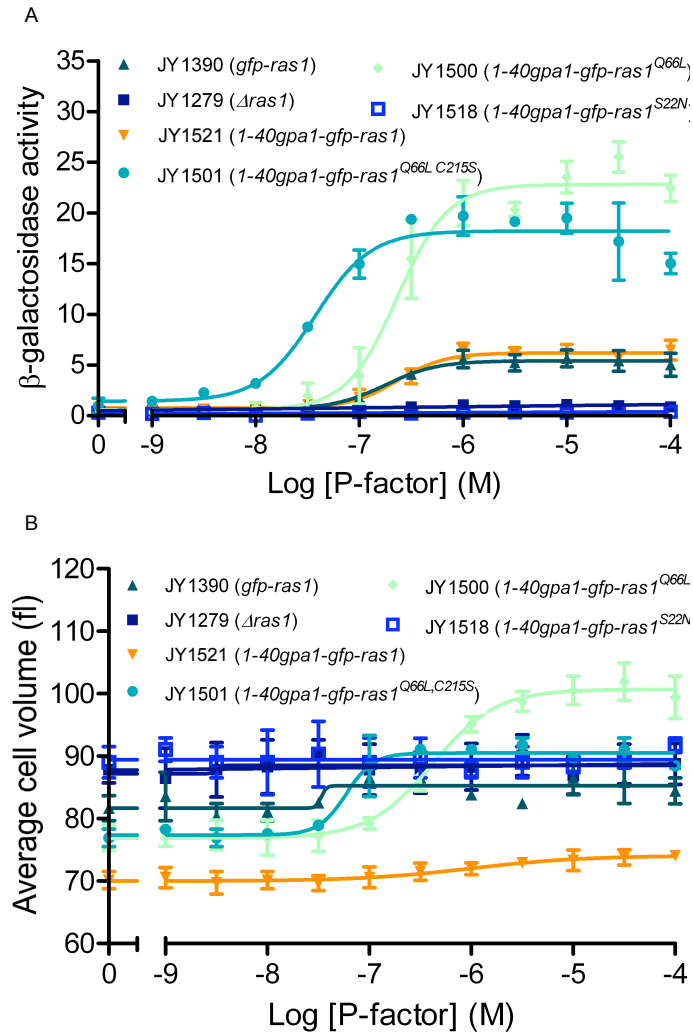 A
35
30
25
20
15
10
5
0
β-galactosidase activity
JY1390 (gfp-ras1)
JY1279 (Δras1)
JY1521 (1-40gpa1-gfp-ras1)
JY1501 (1-40gpa1-gfp-ras1Q66L C215S)
JY1500 (1-40gpa1-gfp-ras1Q66L)
JY1518 (1-40gpa1-gfp-ras1S22N)
0 -9 -8 -7 -6 -5 -4
Log [P-factor] (M)
B
120
110
100
90
80
70
60
Average cell volume (fl)
JY1390 (gfp-ras1)
JY1279 (Δras1)
JY1521 (1-40gpa1-gfp-ras1)
JY1501 (1-40gpa1-gfp-ras1Q66L,C215S)
JY1500 (1-40gpa1-gfp-ras1Q66L
JY1518 (1-40gpa1-gfp-ras1S22N
0 -9 -8 -7 -6 -5 -4
Log [P-factor] (M)